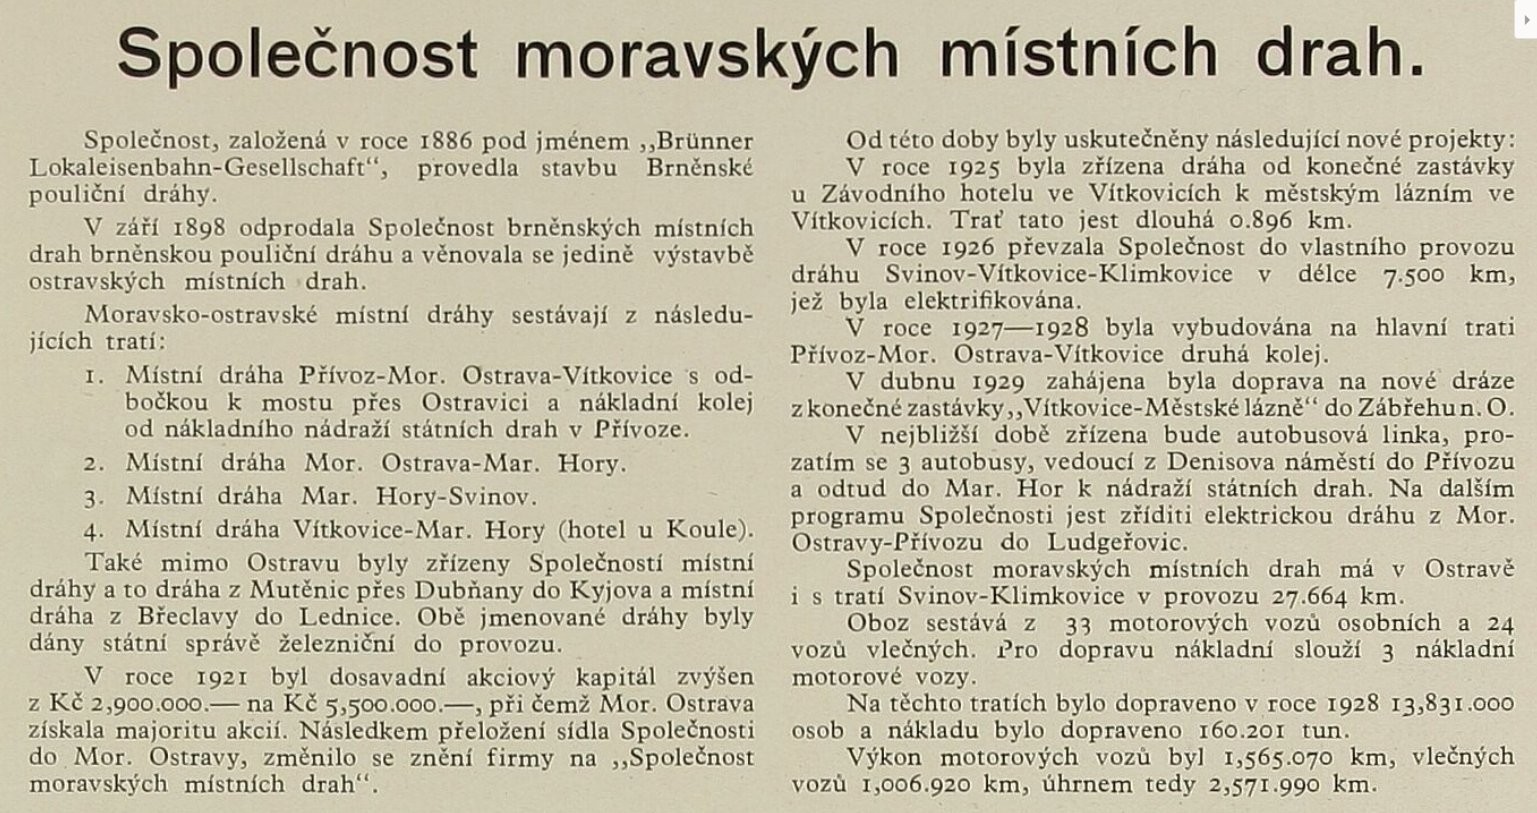 Společnost moravských místních drah.
Společnost, založená v roce 1886 pod jménem ,,Brünner
Lokaleisenbahn-Gesellschaft“, provedla stavbu Brněnské
pouliční dráhy.
V září 1898 odprodala Společnost brněnských místních
drah brněnskou pouliční dráhu a věnovala se jedině výstavbě
ostravských místních drah.
Moravsko-ostravské místní dráhy sestávají z následu-
jících tratí:
1. Místní dráha Přívoz-Mor. Ostrava-Vítkovice s od-
bočkou k mostu přes Ostravici a nákladní kolej
od nákladního nádraží státních drah v Přívoze.
2. Místní dráha Mor. Ostrava-Mar. Hory.
3. Místní dráha Mar. Hory-Svinov.
4. Místní dráha Vítkovice-Mar. Hory (hotel u Koule).
Také mimo Ostravu byly zřízeny Společností místní
dráhy a to dráha z Mutěnic přes Dubňany do Kyjova a místní
dráha z Břeclavy do Lednice. Obě jmenované dráhy byly
dány státní správě železniční do provozu.
V roce 1921 byl dosavadní akciový kapitál zvýšen
z Kč 2,900.000.— na Kč 5,500.000.—, při čemž Mor. Ostrava
získala majoritu akcií. Následkem přeložení sídla Společnosti
do Mor. Ostravy, změnilo se znění firmy na ,,Společnost
moravských místních drah“.
Od této doby byly uskutečněny následující nové projekty:
V roce 1925 byla zřízena dráha od konečné zastávky
u Závodního hotelu ve Vítkovicích k městským lázním ve
Vítkovicích. Trať tato jest dlouhá 0.896 km.
V roce 1926 převzala Společnost do vlastního provozu
dráhu Svinov-Vítkovice-Klimkovice v délce 7.500 km,
jež byla elektrifikována.
V roce 1927—1928 byla vybudována na hlavní trati
Přívoz-Mor. Ostrava-Vítkovice druhá kolej.
V dubnu 1929 zahájena byla doprava na nové dráze
z konečné zastávky ,,Vítkovice-Městské lázně“ do Zábřehu n. O.
V nejbližší době zřízena bude autobusová linka, pro-
zatím se 3 autobusy, vedoucí z Denisova náměstí do Přívozu
a odtud do Mar. Hor k nádraží státních drah. Na dalším
programu Společnosti jest zříditi elektrickou dráhu z Mor.
Ostravy-Přívozu do Ludgeřovic.
Společnost moravských místních drah má v Ostravě
i s tratí Svinov-Klimkovice v provozu 27.664 km.
Oboz sestává z 33 motorových vozů osobních a 24
vozů vlečných. Pro dopravu nákladní slouží 3 nákladní
motorové vozy.
Na těchto tratích bylo dopraveno v roce 1928 13,831.000
osob a nákladu bylo dopraveno 160.201 tun.
Výkon motorových vozů byl 1,565.070 km, vlečných
vozů 1,006.920 km, úhrnem tedy 2,571.990 km.